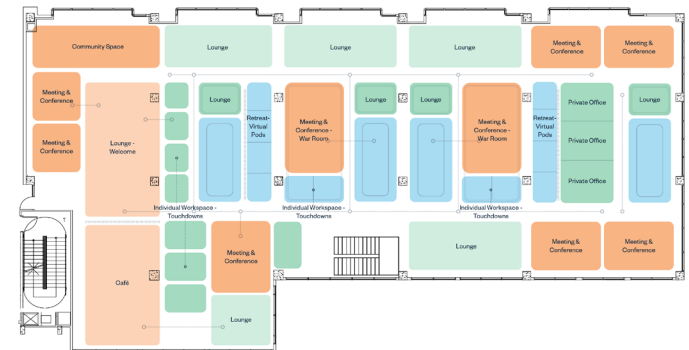 Community Space
Lounge
Lounge
Lounge
Meeting &
Conference
Meeting &
Conference
Meeting &
Conference
Meeting &
Conference
Lounge -
Welcome
Lounge
Retreat-
Virtual
Pods
Meeting &
Conference -
War Room
Lounge
Lounge
Meeting &
Conference -
War Room
Retreat-
Virtual
Pods
Private Office
Private Office
Private Office
Lounge
Individual Workspace -
Touchdowns
Individual Workspace -
Touchdowns
Individual Workspace -
Touchdowns
Café
Meeting &
Conference
Lounge
Lounge
Meeting &
Conference
Meeting &
Conference